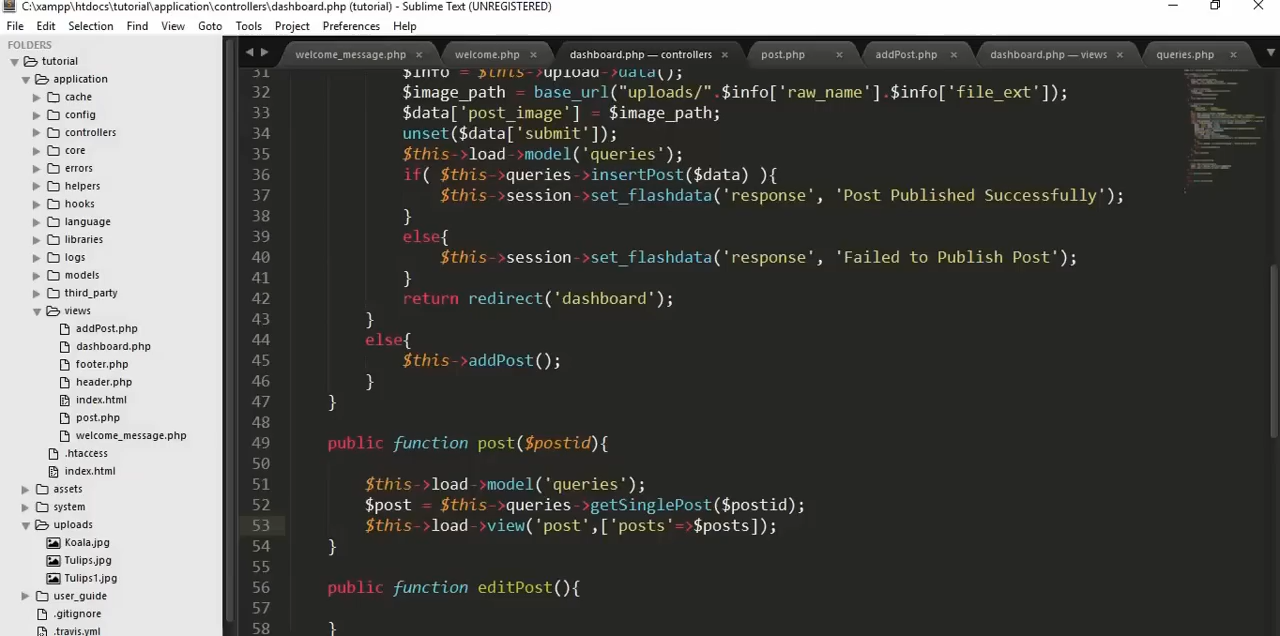 C:\xampp\htdocs\tutorial\application\controllers\dashboard.php (tutorial) - Sublime Text (UNREGISTERED)
File Edit Selection Find View Goto Tools Project Preferences Help
FOLDERS
tutorial
application
cache
config
controllers
core
errors
helpers
hooks
language
libraries
logs
models
third_party
views
addPost.php
dashboard.php
footer.php
header.php
index.html
post.php
welcome_message.php
.htaccess
index.html
assets
system
uploads
Koala.jpg
Tulips.jpg
Tulips1.jpg
user_guide
.gitignore
.travis.yml
welcome_message.php × welcome.php × dashboard.php — controllers × post.php × addPost.php × dashboard.php — views × queries.php ×
31 $info = $this->upload->data();
32 $image_path = base_url("uploads/".$info['raw_name'].$info['file_ext']);
33 $data['post_image'] = $image_path;
34 unset($data['submit']);
35 $this->load->model('queries');
36 if( $this->queries->insertPost($data) ){
37 $this->session->set_flashdata('response', 'Post Published Successfully');
38 }
39 else{
40 $this->session->set_flashdata('response', 'Failed to Publish Post');
41 }
42 return redirect('dashboard');
43 }
44 else{
45 $this->addPost();
46 }
47 }
48
49 public function post($postid){
50
51 $this->load->model('queries');
52 $post = $this->queries->getSinglePost($postid);
53 $this->load->view('post',['posts'=>$posts]);
54 }
55
56 public function editPost(){
57
58 }